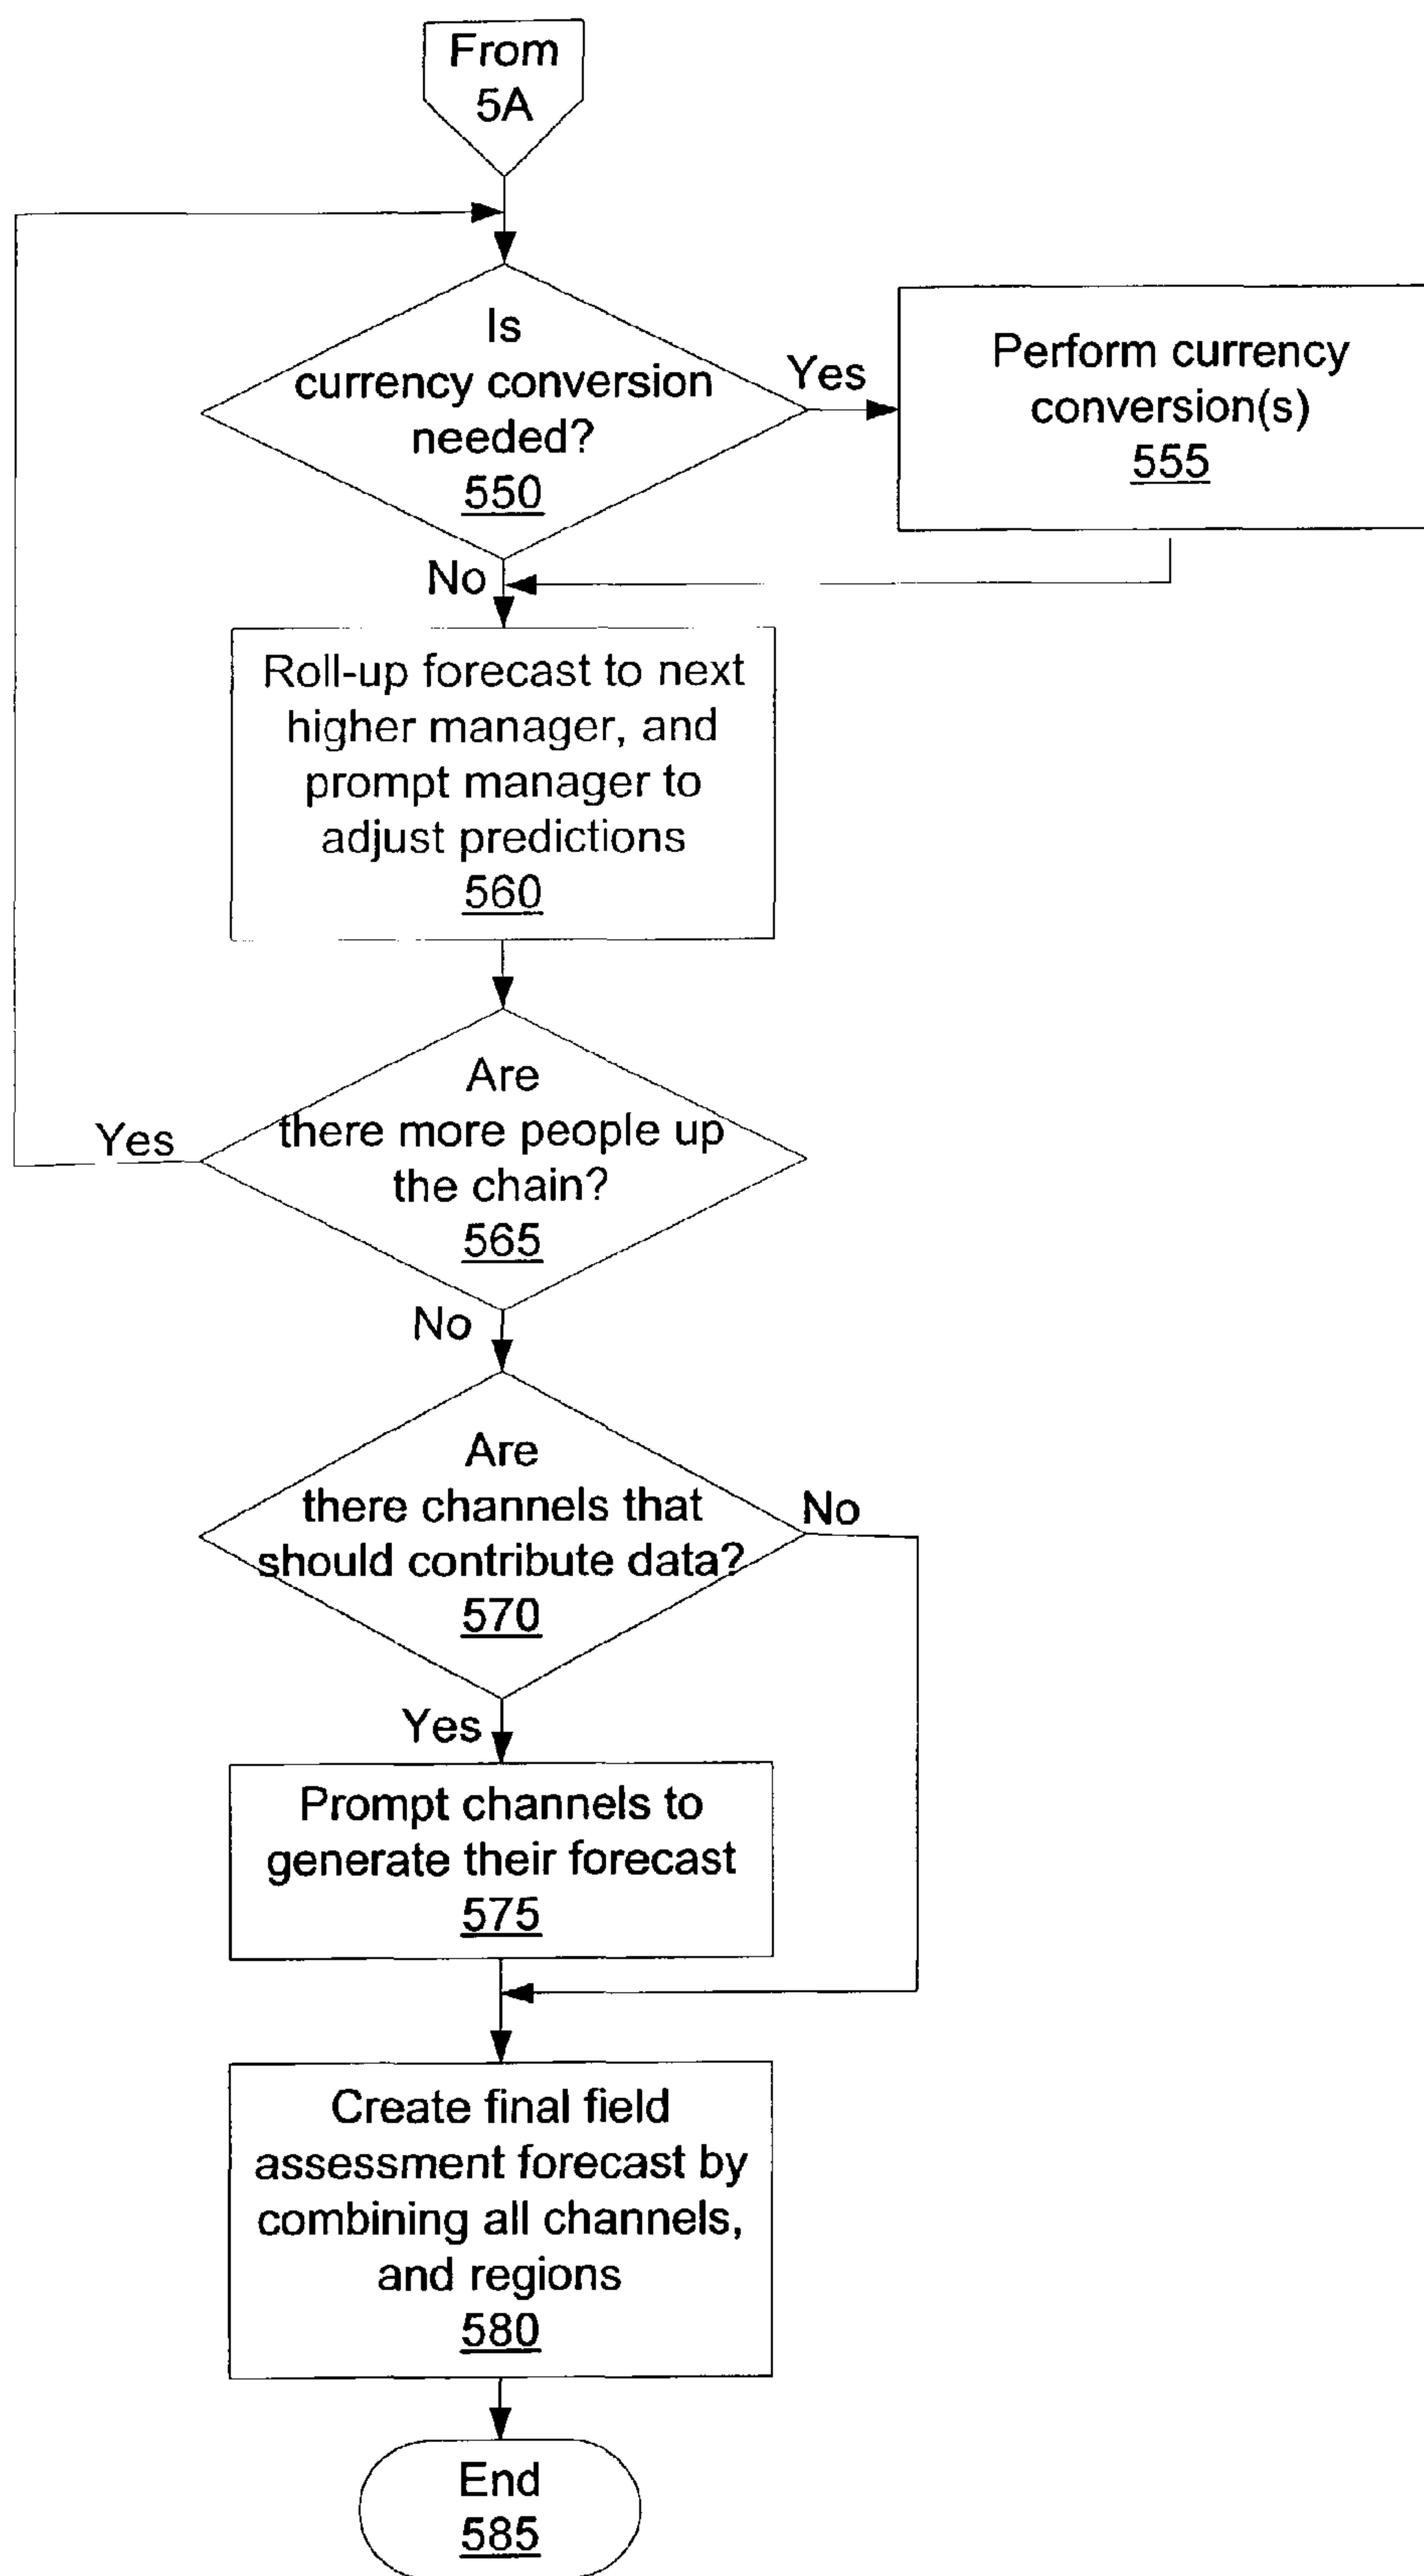 From
5A
Is
currency conversion
needed?
550
Yes
Perform currency
conversion(s)
555
No
Roll-up forecast to next
higher manager, and
prompt manager to
adjust predictions
560
Are
there more people up
the chain?
565
Yes
No
Are
there channels that
should contribute data?
570
No
Yes
Prompt channels to
generate their forecast
575
Create final field
assessment forecast by
combining all channels,
and regions
580
End
585